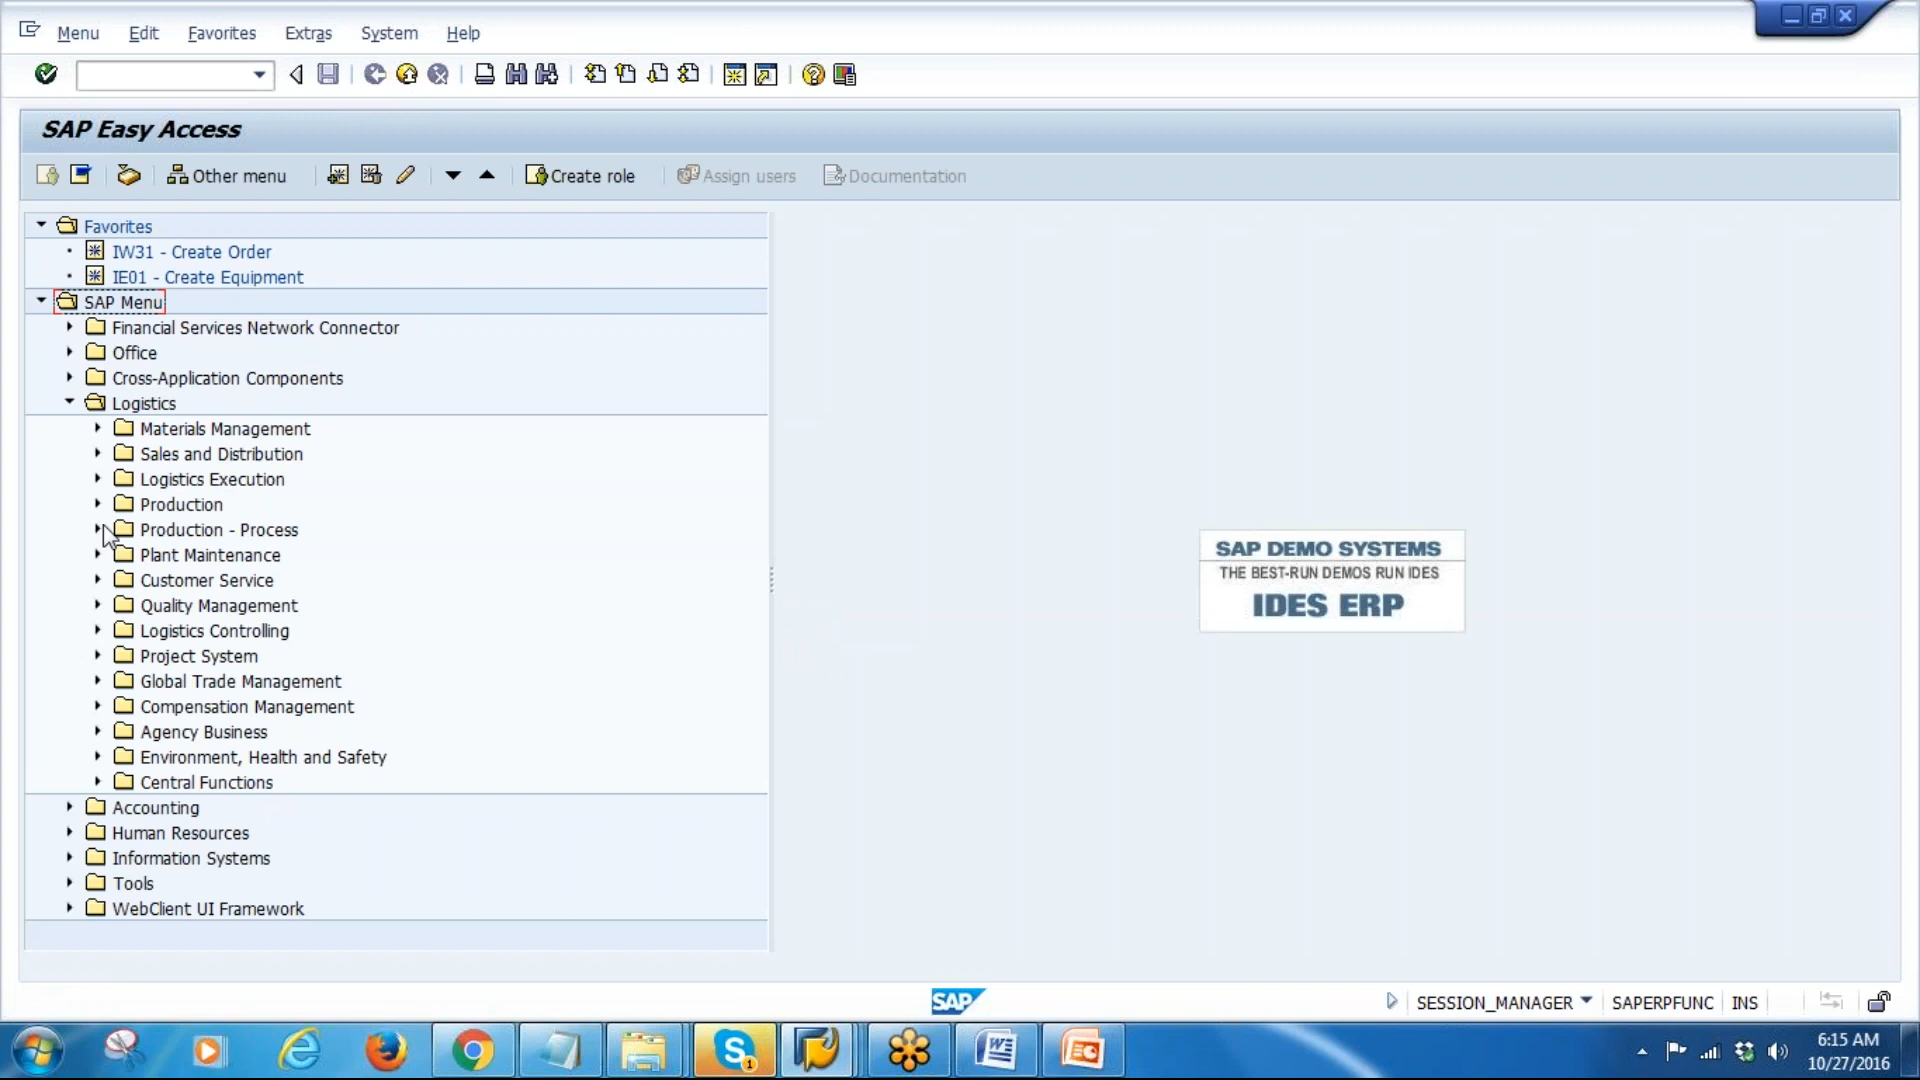 Menu Edit Favorites Extras System Help
SAP Easy Access
Other menu Create role Assign users Documentation
Favorites
IW31 - Create Order
IE01 - Create Equipment
SAP Menu
Financial Services Network Connector
Office
Cross-Application Components
Logistics
Materials Management
Sales and Distribution
Logistics Execution
Production
Production - Process
Plant Maintenance
Customer Service
Quality Management
Logistics Controlling
Project System
Global Trade Management
Compensation Management
Agency Business
Environment, Health and Safety
Central Functions
Accounting
Human Resources
Information Systems
Tools
WebClient UI Framework
SAP DEMO SYSTEMS
THE BEST-RUN DEMOS RUN IDES
IDES ERP
SAP
SESSION_MANAGER SAPERPFUNC INS
6:15 AM
10/27/2016